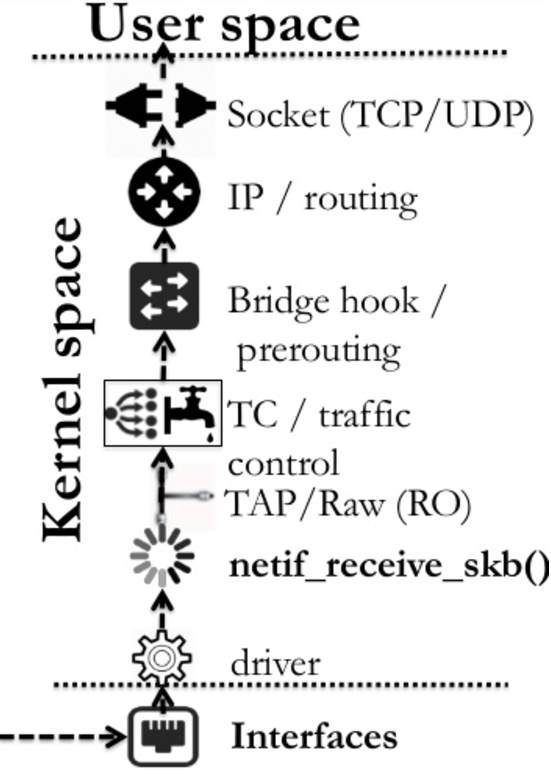 User space
Socket (TCP/UDP)
IP / routing
Kernel space
Bridge hook /
prerouting
TC / traffic
control
TAP/Raw (RO)
netif_receive_skb()
driver
Interfaces